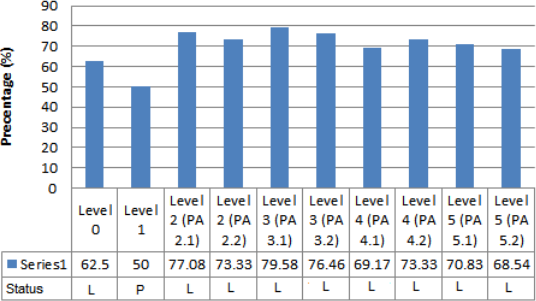 90
80
70
60
50
40
30
20
10
0
Precentage (%)
Level 0 Level 1 Level 2 (PA 2.1) Level 2 (PA 2.2) Level 3 (PA 3.1) Level 3 (PA 3.2) Level 4 (PA 4.1) Level 4 (PA 4.2) Level 5 (PA 5.1) Level 5 (PA 5.2)
Series1 62.5 50 77.08 73.33 79.58 76.46 69.17 73.33 70.83 68.54
Status L P L L L L L L L L